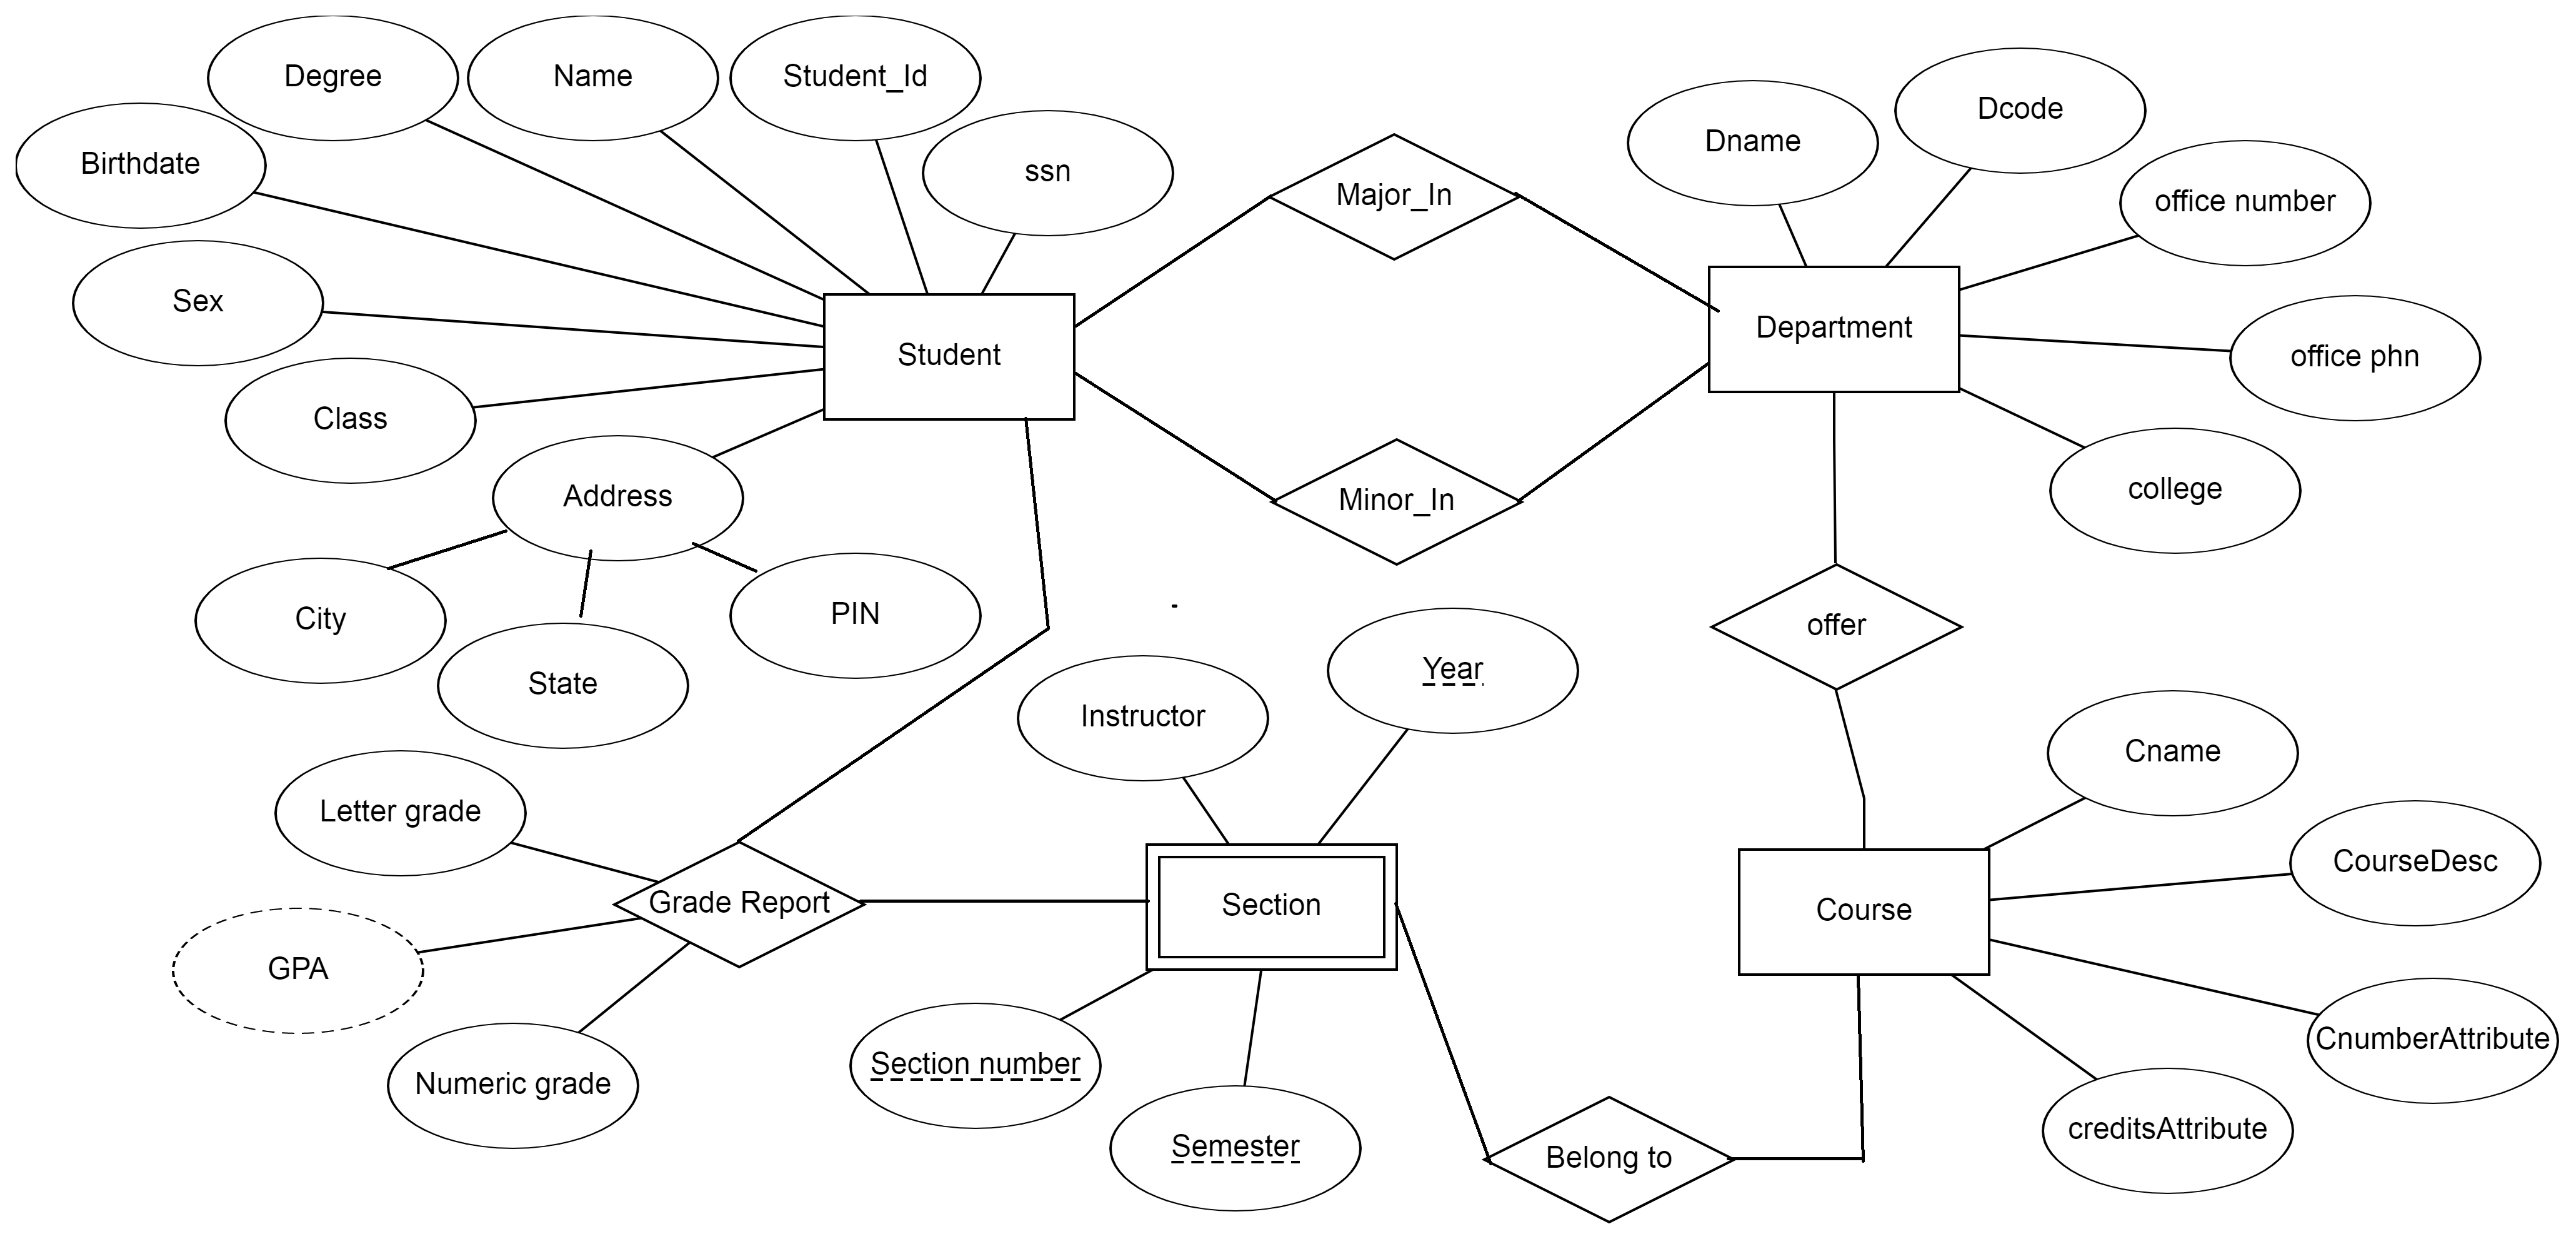 Degree
Name
Student_Id
Dcode
Birthdate
ssn
Dname
Major_In
office number
Sex
Student
Department
office phn
Class
Address
Minor_In
college
City
State
PIN
offer
Year
Instructor
Cname
Letter grade
Grade Report
Section
Course
CourseDesc
GPA
Numeric grade
Section number
Semester
CnumberAttribute
creditsAttribute
Belong to